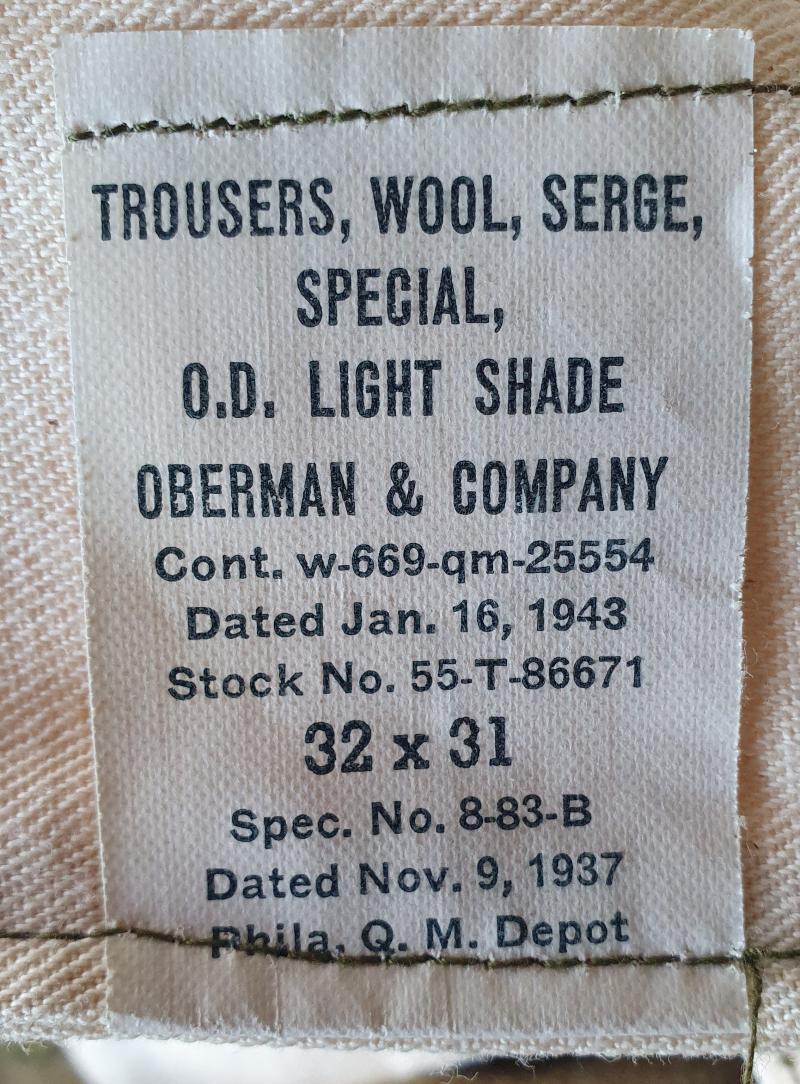 TROUSERS, WOOL, SERGE,
SPECIAL,
O.D. LIGHT SHADE
OBERMAN & COMPANY
Cont. w-669-qm-25554
Dated Jan. 16, 1943
Stock No. 55-T-86671
32 x 31
Spec. No. 8-83-B
Dated Nov. 9, 1937
Phila. Q. M. Depot